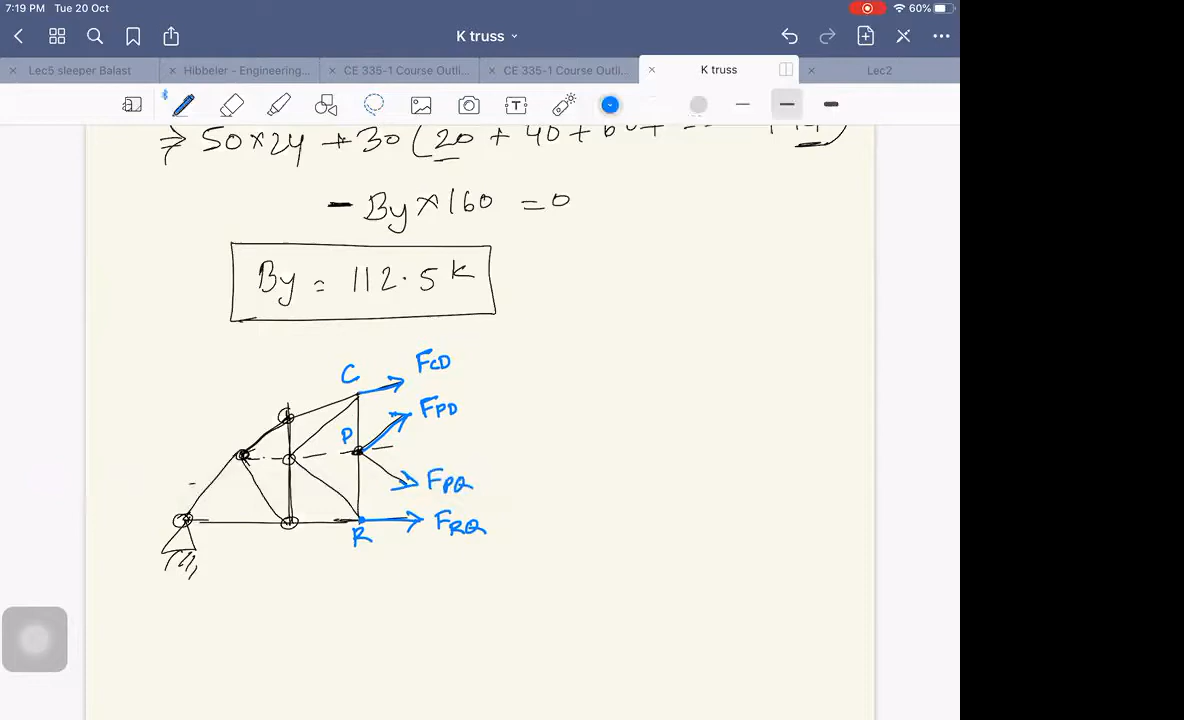 7:19 PM Tue 20 Oct
60%
K truss
Lec5 sleeper Balast
Hibbeler - Engineering...
CE 335-1 Course Outli...
CE 335-1 Course Outli...
K truss
Lec2
T
⇒ 50×24 + 30 ( 20 + 40 + 60 +
- By × 160 = 0
By = 112.5 K
C
FCD
FPD
P
FPQ
FRQ
R